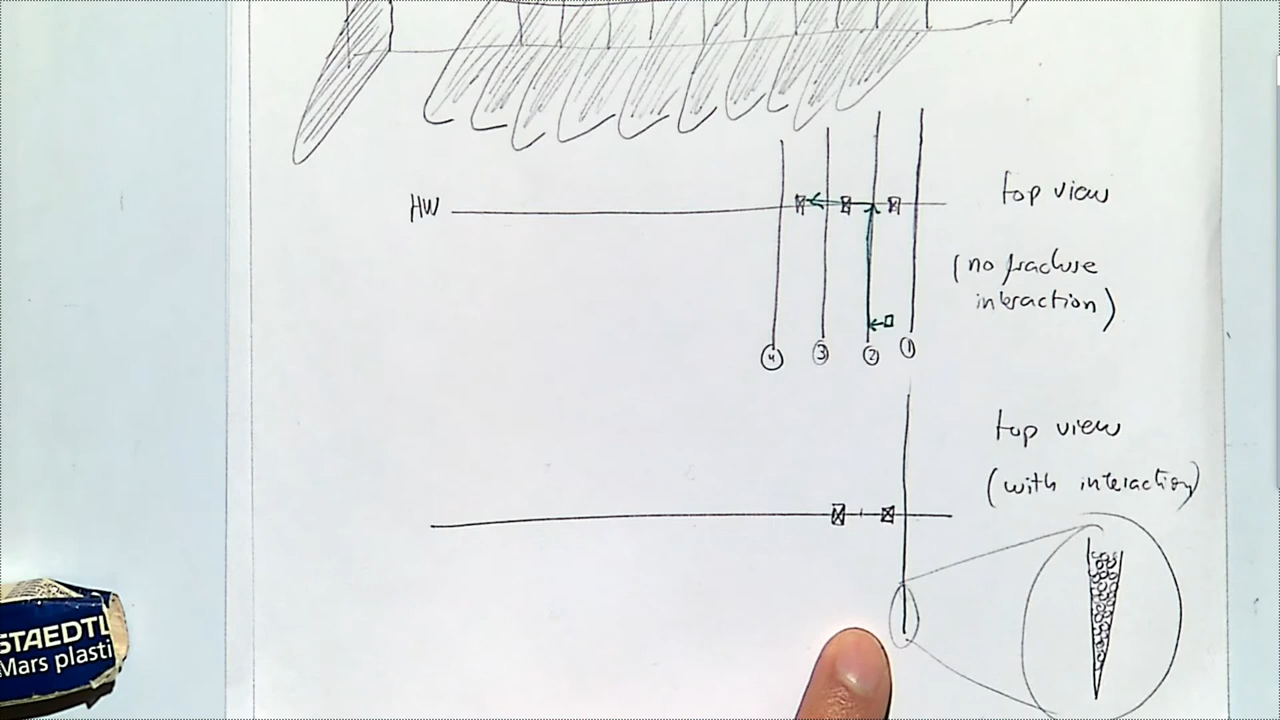 HW
top view
(no fracture
interaction)
4 3 2 1
top view
(with interaction)
STAEDTL
Mars plasti